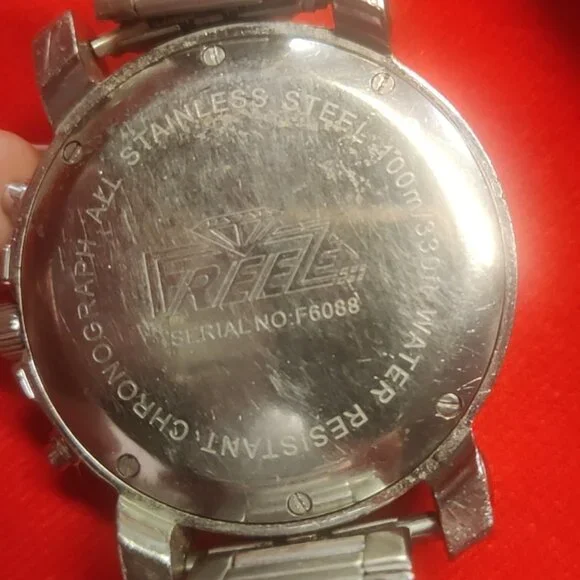 ALL STAINLESS STEEL.100m/330ft WATER RESISTANT.CHRONOGRAPH
FREEZE
SERIAL NO:F6088